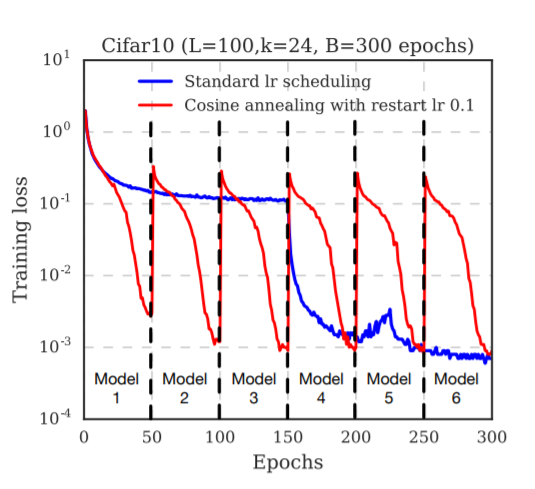 Cifar10 (L=100,k=24, B=300 epochs)
Standard lr scheduling
Cosine annealing with restart lr 0.1
Training loss
10^1
10^0
10^-1
10^-2
10^-3
10^-4
Model 1
Model 2
Model 3
Model 4
Model 5
Model 6
0 50 100 150 200 250 300
Epochs